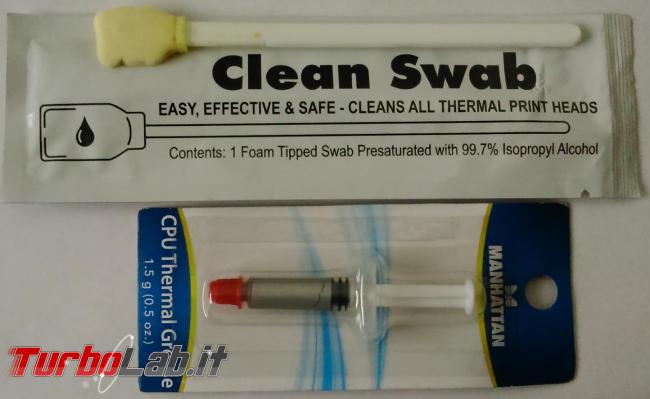 Clean Swab
EASY, EFFECTIVE & SAFE - CLEANS ALL THERMAL PRINT HEADS
Contents: 1 Foam Tipped Swab Presaturated with 99.7% Isopropyl Alcohol
CPU Thermal Gr
1.5 g (0.5 oz.)
MANHATTAN
TurboLab.it